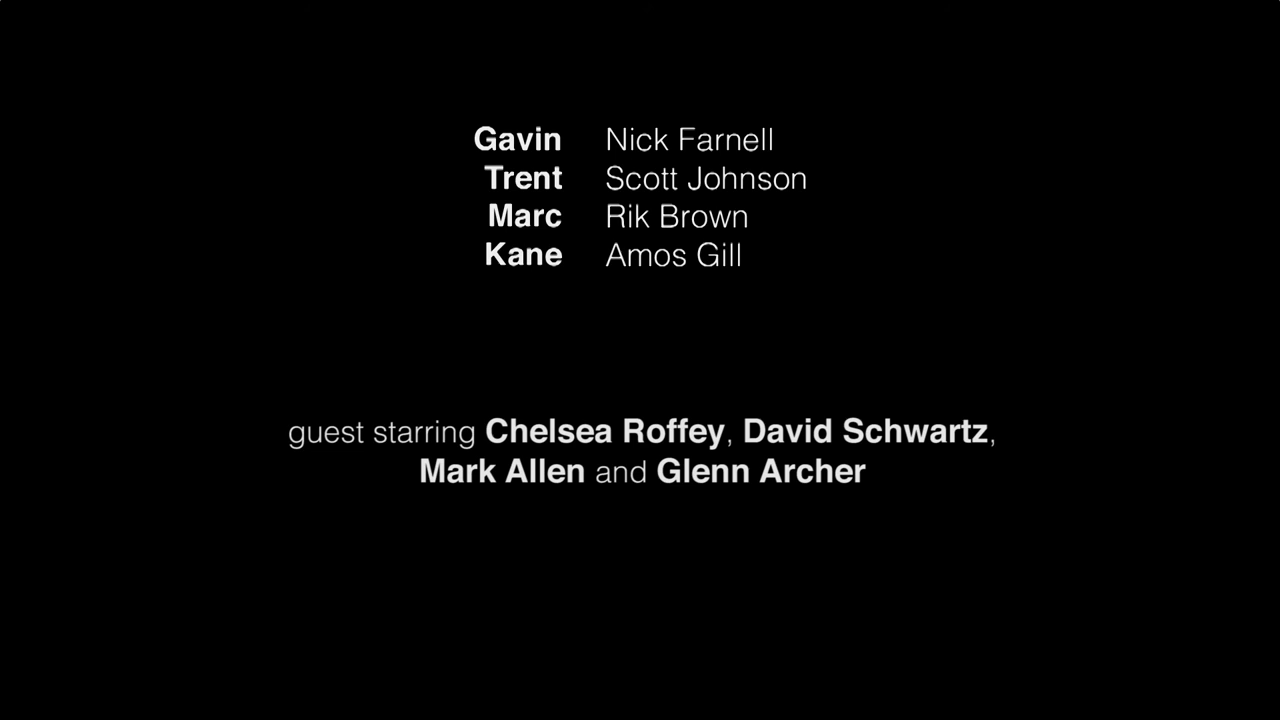 Gavin Nick Farnell
Trent Scott Johnson
Marc Rik Brown
Kane Amos Gill
guest starring Chelsea Roffey, David Schwartz,
Mark Allen and Glenn Archer